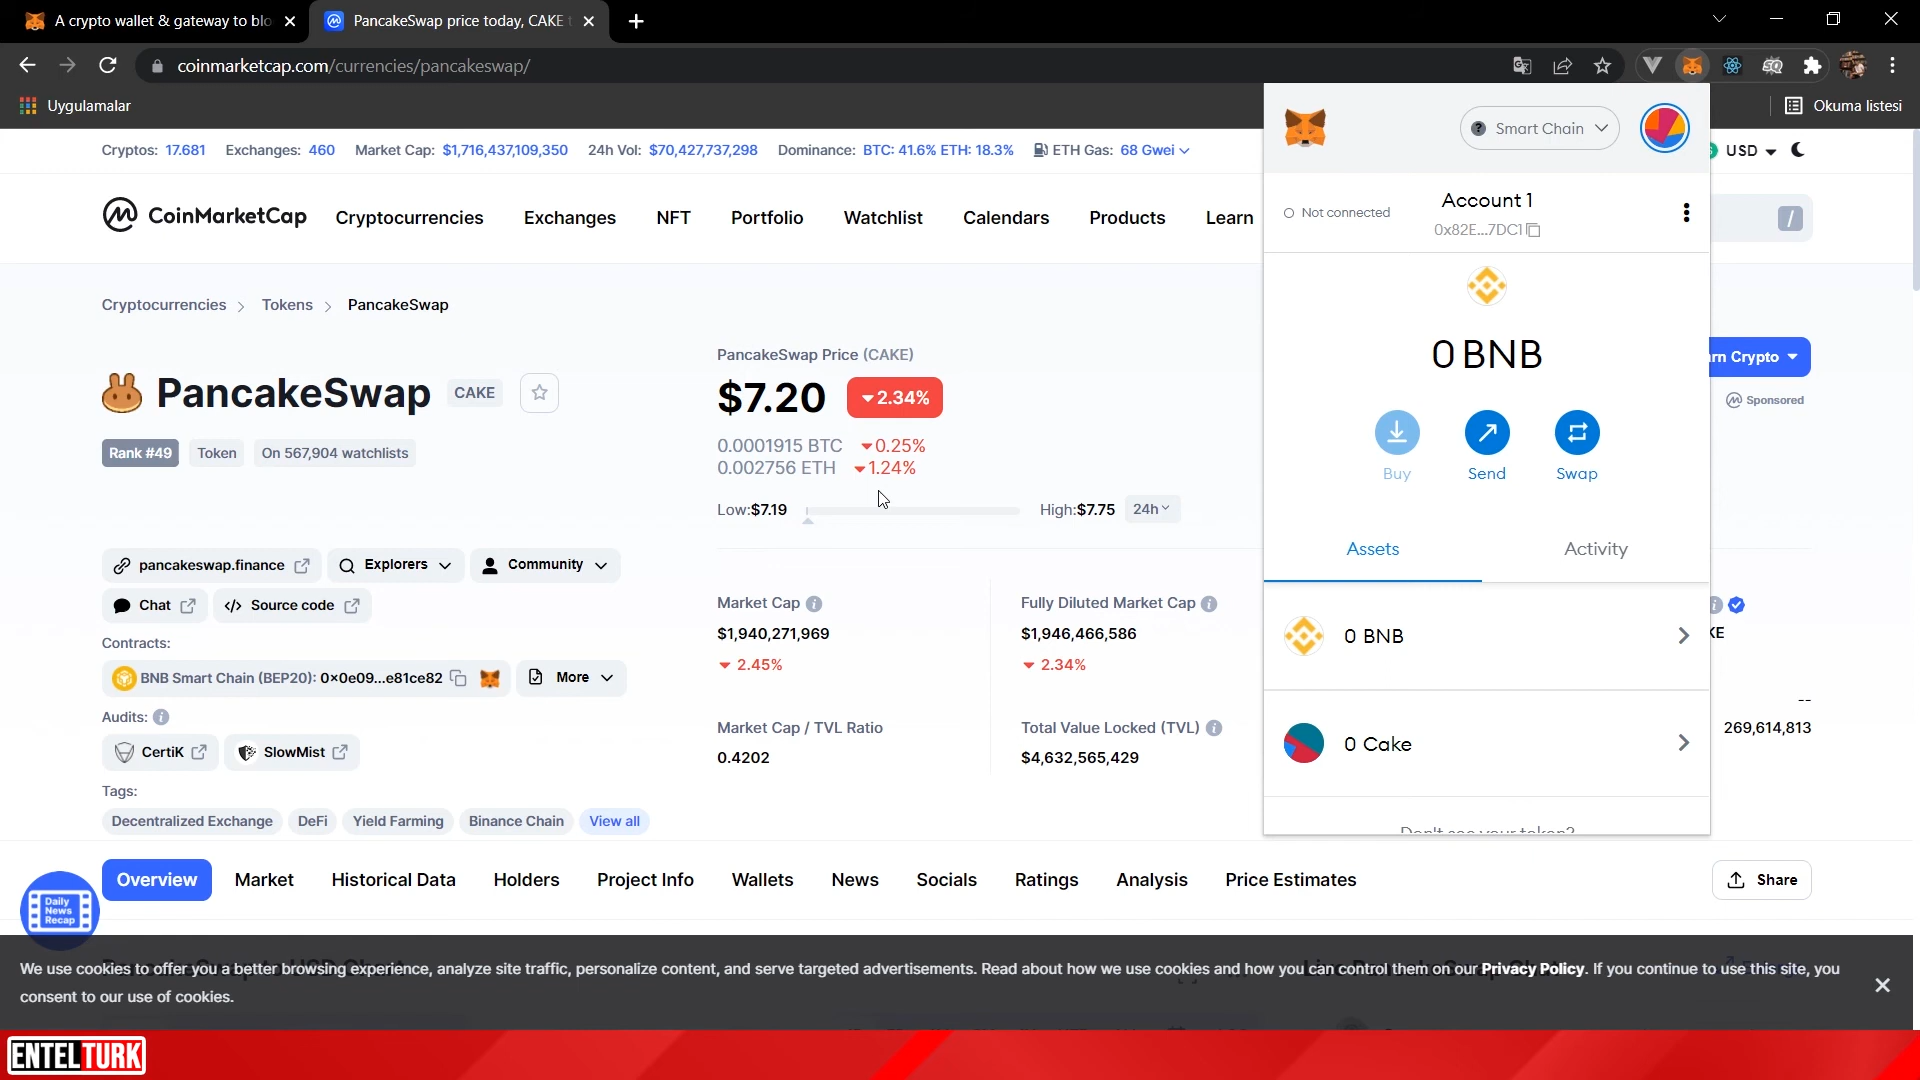 A crypto wallet & gateway to blo
PancakeSwap price today, CAKE t
coinmarketcap.com/currencies/pancakeswap/
Uygulamalar
Okuma listesi
Cryptos: 17.681 Exchanges: 460 Market Cap: $1,716,437,109,350 24h Vol: $70,427,737,298 Dominance: BTC: 41.6% ETH: 18.3% ETH Gas: 68 Gwei
USD
CoinMarketCap
Cryptocurrencies Exchanges NFT Portfolio Watchlist Calendars Products Learn
/
Cryptocurrencies > Tokens > PancakeSwap
PancakeSwap CAKE
Rank #49 Token On 567,904 watchlists
pancakeswap.finance Explorers Community
Chat </> Source code
Contracts:
BNB Smart Chain (BEP20): 0x0e09...e81ce82 More
Audits:
CertiK SlowMist
Tags:
Decentralized Exchange DeFi Yield Farming Binance Chain View all
PancakeSwap Price (CAKE)
$7.20 2.34%
0.0001915 BTC 0.25%
0.002756 ETH 1.24%
Low:$7.19 High:$7.75 24h
Market Cap
$1,940,271,969
2.45%
Fully Diluted Market Cap
$1,946,466,586
2.34%
Market Cap / TVL Ratio
0.4202
Total Value Locked (TVL)
$4,632,565,429
Smart Chain
Not connected
Account 1
0x82E...7DC1
0 BNB
Buy Send Swap
Assets Activity
0 BNB
0 Cake
Don't see your token?
rn Crypto
Sponsored
KE
--
269,614,813
Overview Market Historical Data Holders Project Info Wallets News Socials Ratings Analysis Price Estimates
Share
Daily
News
Recap
We use cookies to offer you a better browsing experience, analyze site traffic, personalize content, and serve targeted advertisements. Read about how we use cookies and how you can control them on our Privacy Policy. If you continue to use this site, you
consent to our use of cookies.
ENTELTURK